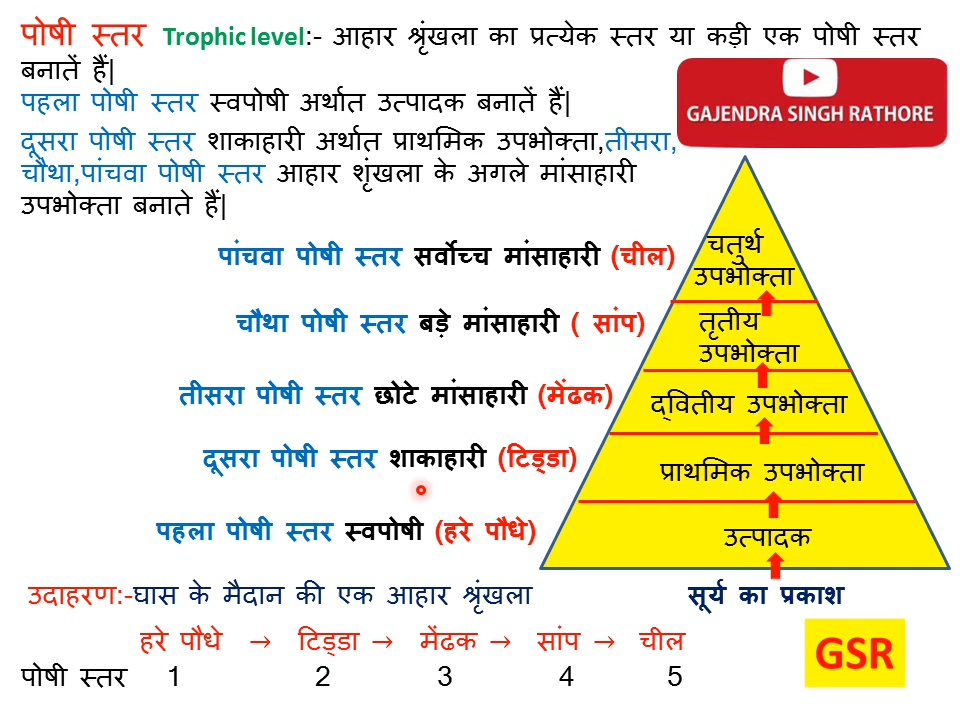 पोषी स्तर Trophic level:- आहार श्रृंखला का प्रत्येक स्तर या कड़ी एक पोषी स्तर
बनातें हैं|
पहला पोषी स्तर स्वपोषी अर्थात उत्पादक बनातें हैं|
GAJENDRA SINGH RATHORE
दूसरा पोषी स्तर शाकाहारी अर्थात प्राथमिक उपभोक्ता,तीसरा,
चौथा,पांचवा पोषी स्तर आहार शृंखला के अगले मांसाहारी
उपभोक्ता बनाते हैं|
पांचवा पोषी स्तर सर्वोच्च मांसाहारी (चील)
चतुर्थ
उपभोक्ता
चौथा पोषी स्तर बड़े मांसाहारी ( सांप)
तृतीय
उपभोक्ता
तीसरा पोषी स्तर छोटे मांसाहारी (मेंढक)
द्वितीय उपभोक्ता
दूसरा पोषी स्तर शाकाहारी (टिड्डा)
प्राथमिक उपभोक्ता
पहला पोषी स्तर स्वपोषी (हरे पौधे)
उत्पादक
उदाहरण:-घास के मैदान की एक आहार श्रृंखला
सूर्य का प्रकाश
हरे पौधे → टिड्डा → मेंढक → सांप → चील
पोषी स्तर 1 2 3 4 5
GSR